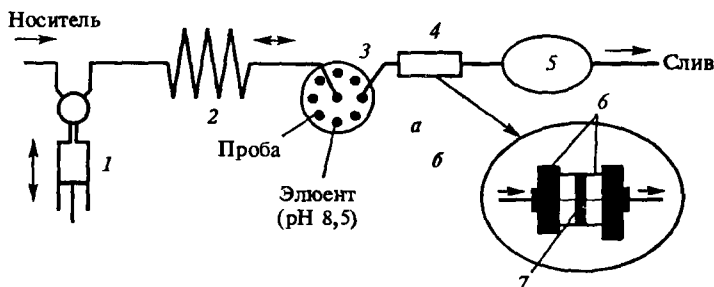 Носитель
3
4
5
Слив
2
а
6
Проба
б
1
Элюент
(pH 8,5)
7